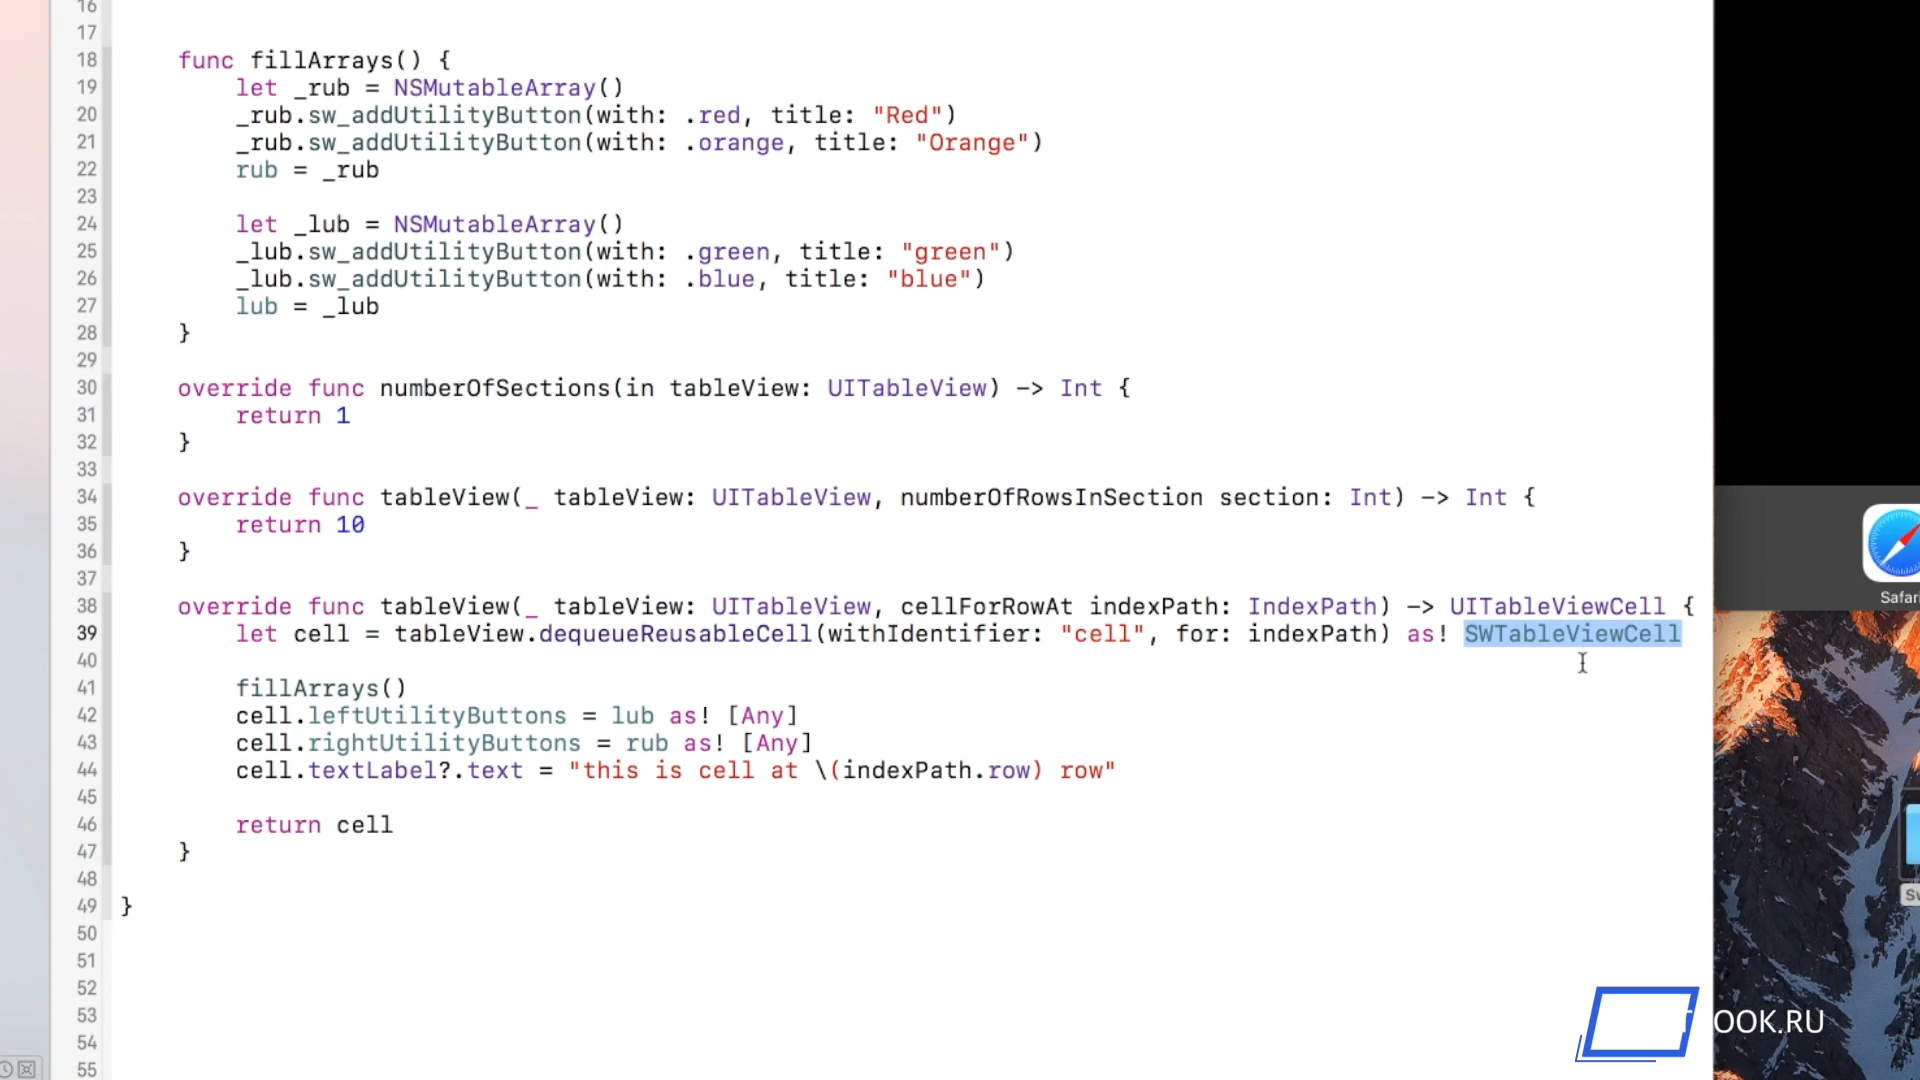 16
17
18 func fillArrays() {
19 let _rub = NSMutableArray()
20 _rub.sw_addUtilityButton(with: .red, title: "Red")
21 _rub.sw_addUtilityButton(with: .orange, title: "Orange")
22 rub = _rub
23
24 let _lub = NSMutableArray()
25 _lub.sw_addUtilityButton(with: .green, title: "green")
26 _lub.sw_addUtilityButton(with: .blue, title: "blue")
27 lub = _lub
28 }
29
30 override func numberOfSections(in tableView: UITableView) -> Int {
31 return 1
32 }
33
34 override func tableView(_ tableView: UITableView, numberOfRowsInSection section: Int) -> Int {
35 return 10
36 }
37
38 override func tableView(_ tableView: UITableView, cellForRowAt indexPath: IndexPath) -> UITableViewCell {
39 let cell = tableView.dequeueReusableCell(withIdentifier: "cell", for: indexPath) as! SWTableViewCell
40
41 fillArrays()
42 cell.leftUtilityButtons = lub as! [Any]
43 cell.rightUtilityButtons = rub as! [Any]
44 cell.textLabel?.text = "this is cell at \(indexPath.row) row"
45
46 return cell
47 }
48
49 }
50
51
52
53
54
55
Safari
OOK.RU